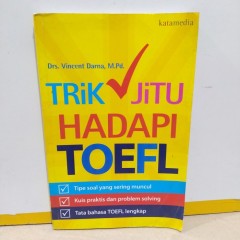 katamedia
Drs. Vincent Darna, M.Pd.
TRiK JiTU
HADAPI
TOEFL
Tipe soal yang sering muncul
Kuis praktis dan problem solving
Tata bahasa TOEFL lengkap